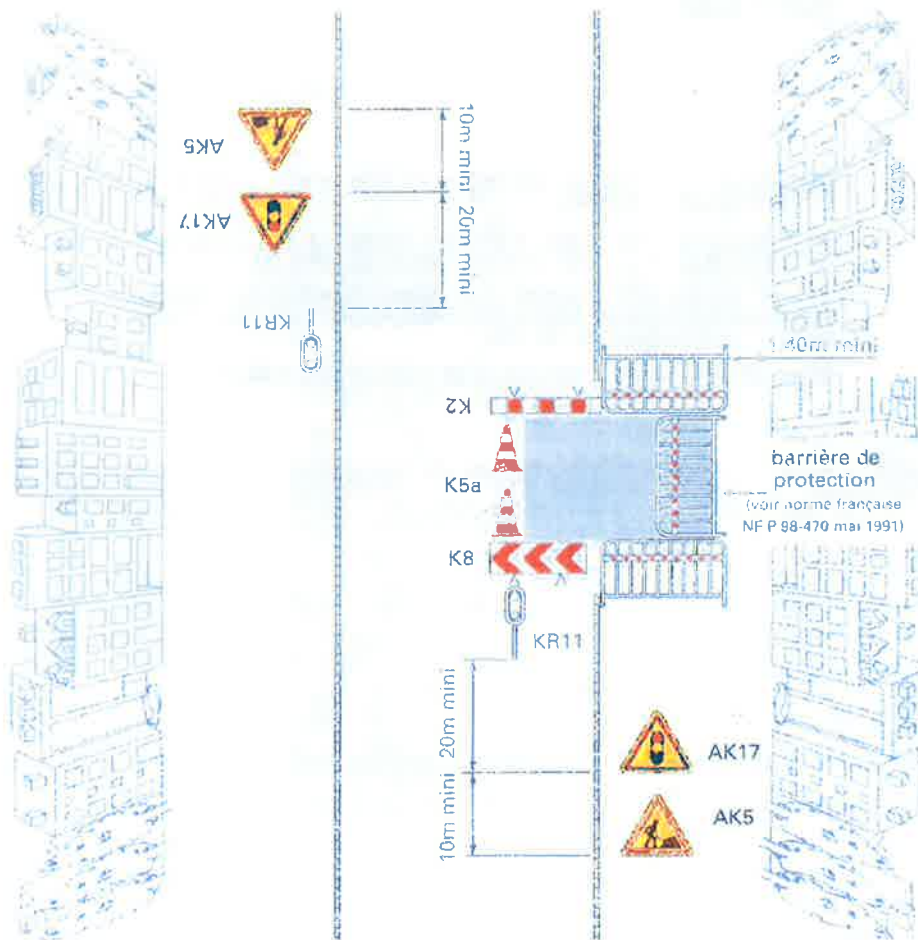 AK5
10m mini
AK17
20m mini
KR11
1,40m mini
K2
K5a
barrière de
protection
(voir norme française
NF P 98-470 mai 1991)
K8
KR11
20m mini
AK17
10m mini
AK5